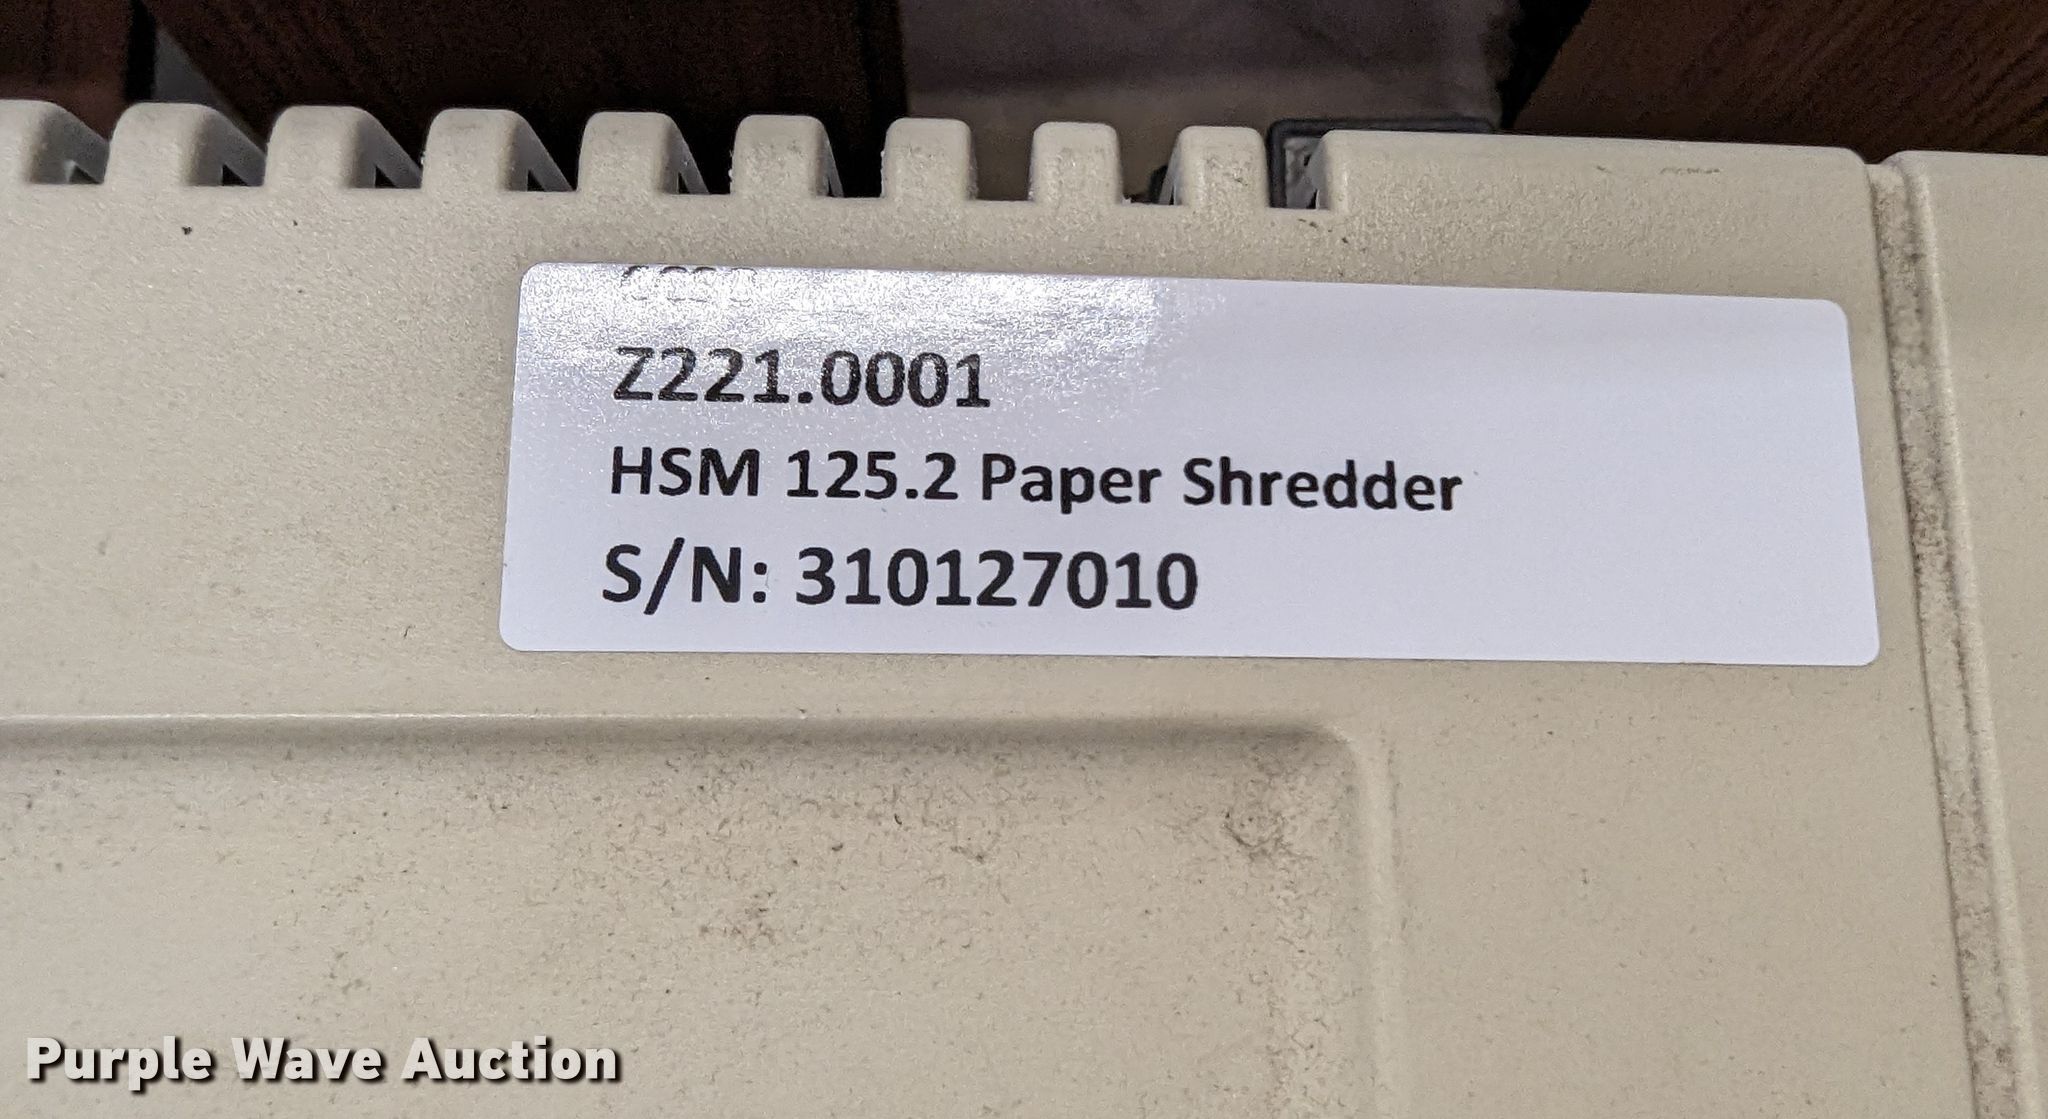 Z221.0001
HSM 125.2 Paper Shredder
S/N: 310127010
Purple Wave Auction